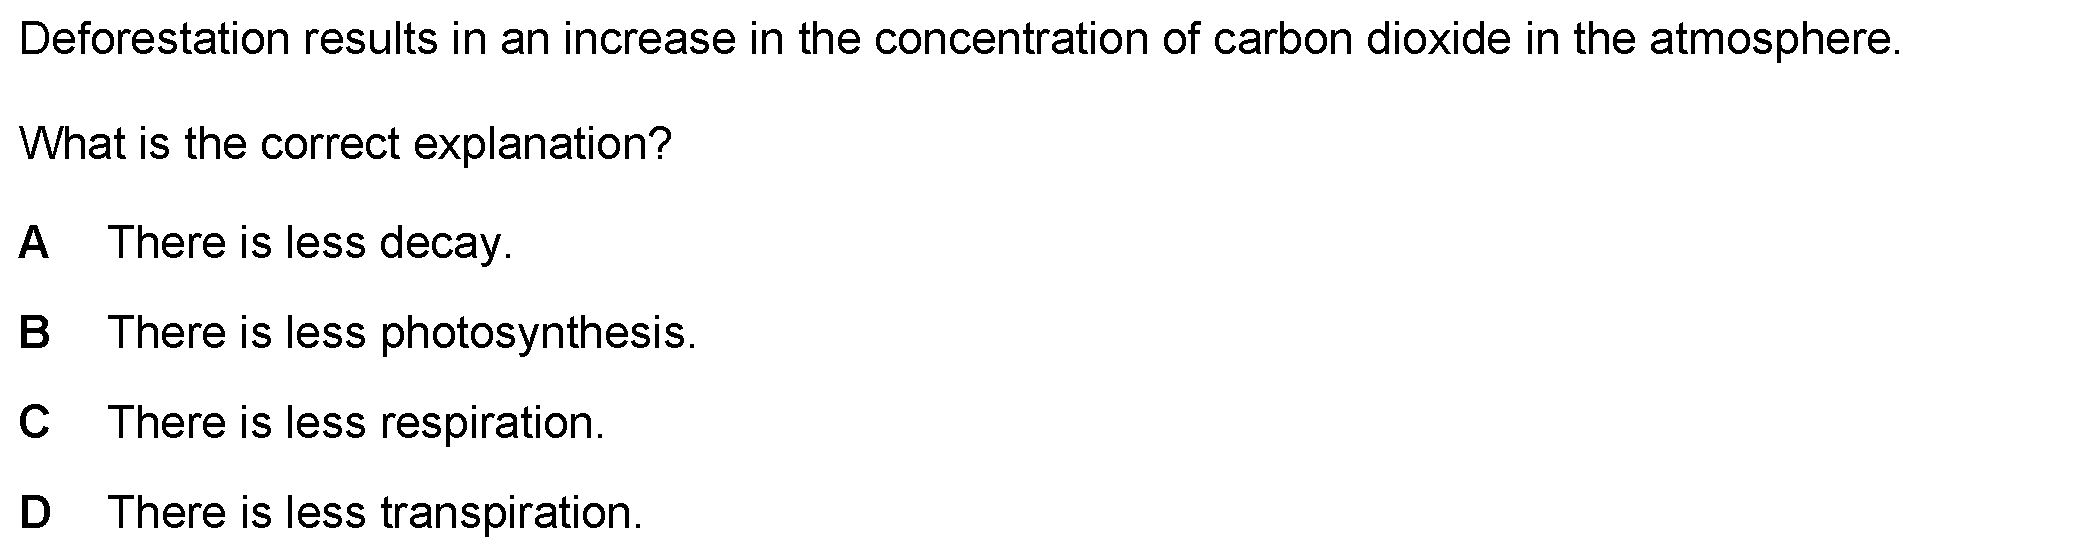 Deforestation results in an increase in the concentration of carbon dioxide in the atmosphere.
What is the correct explanation?
A There is less decay.
B There is less photosynthesis.
C There is less respiration.
D There is less transpiration.